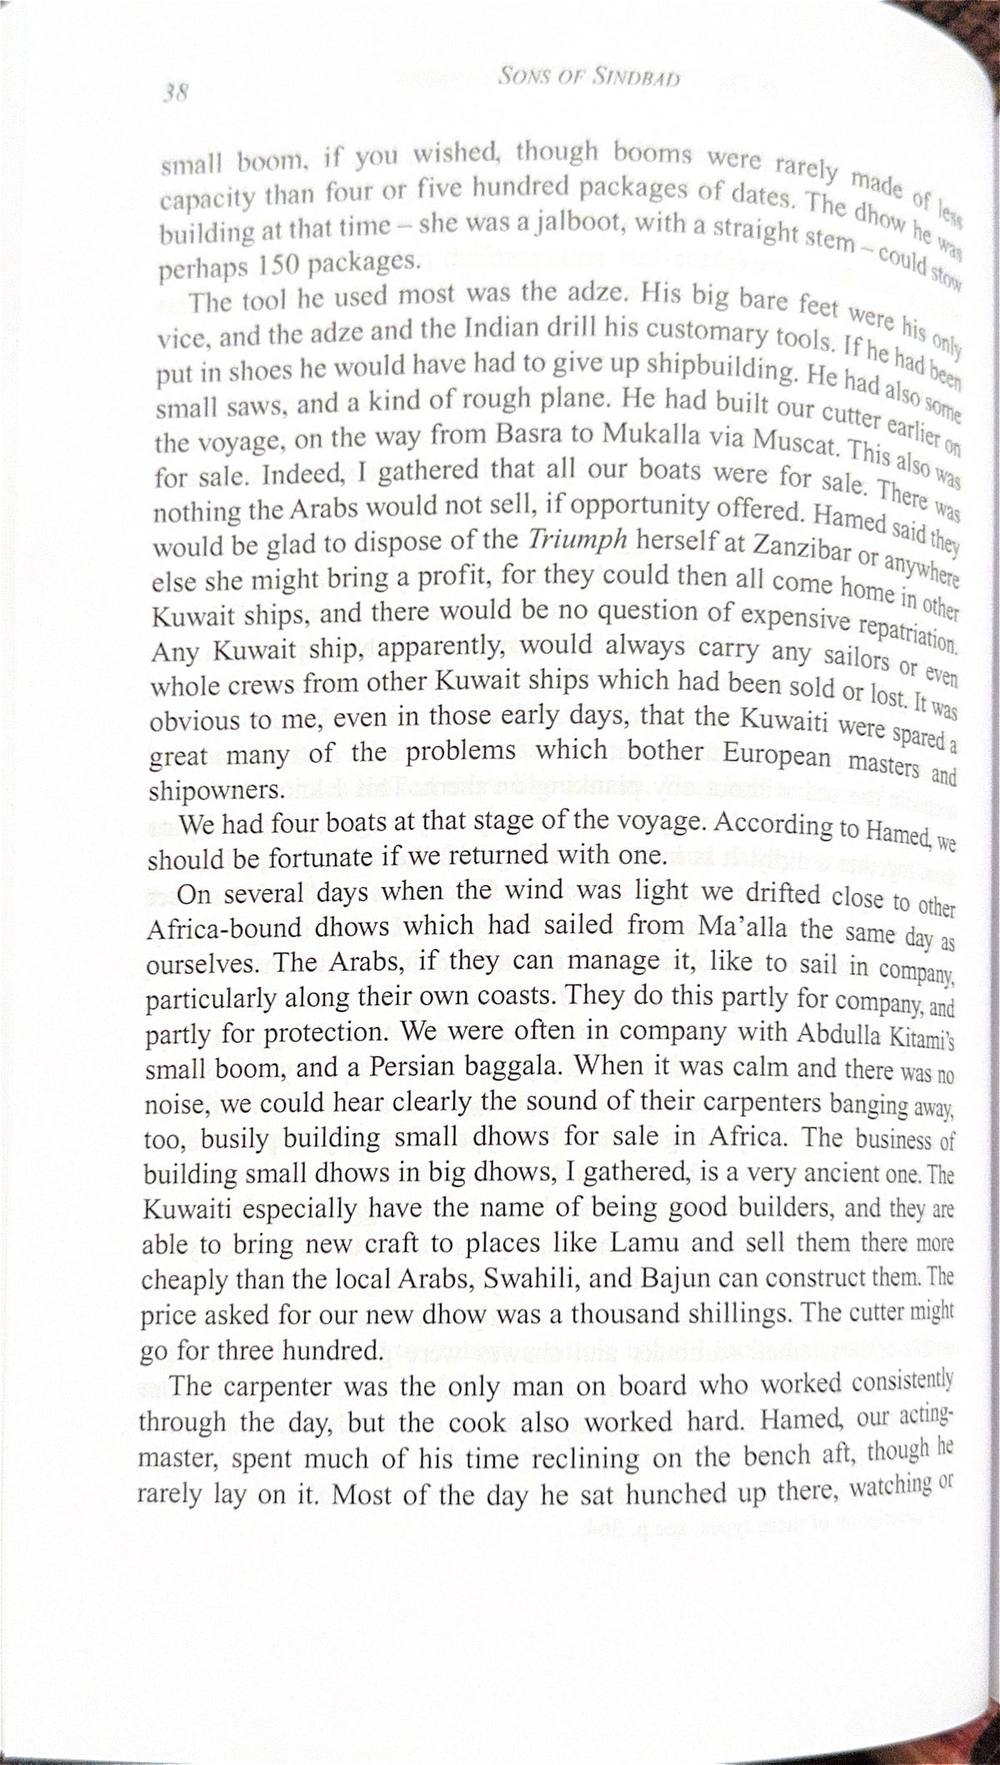 38
SONS OF SINDBAD
small boom, if you wished, though booms were rarely made of less
capacity than four or five hundred packages of dates. The dhow he was
building at that time – she was a jalboot, with a straight stem – could stow
perhaps 150 packages.
The tool he used most was the adze. His big bare feet were his only
vice, and the adze and the Indian drill his customary tools. If he had been
put in shoes he would have had to give up shipbuilding. He had also some
small saws, and a kind of rough plane. He had built our cutter earlier on
the voyage, on the way from Basra to Mukalla via Muscat. This also was
for sale. Indeed, I gathered that all our boats were for sale. There was
nothing the Arabs would not sell, if opportunity offered. Hamed said they
would be glad to dispose of the Triumph herself at Zanzibar or anywhere
else she might bring a profit, for they could then all come home in other
Kuwait ships, and there would be no question of expensive repatriation.
Any Kuwait ship, apparently, would always carry any sailors or even
whole crews from other Kuwait ships which had been sold or lost. It was
obvious to me, even in those early days, that the Kuwaiti were spared a
great many of the problems which bother European masters and
shipowners.
We had four boats at that stage of the voyage. According to Hamed, we
should be fortunate if we returned with one.
On several days when the wind was light we drifted close to other
Africa-bound dhows which had sailed from Ma’alla the same day as
ourselves. The Arabs, if they can manage it, like to sail in company,
particularly along their own coasts. They do this partly for company, and
partly for protection. We were often in company with Abdulla Kitami’s
small boom, and a Persian baggala. When it was calm and there was no
noise, we could hear clearly the sound of their carpenters banging away,
too, busily building small dhows for sale in Africa. The business of
building small dhows in big dhows, I gathered, is a very ancient one. The
Kuwaiti especially have the name of being good builders, and they are
able to bring new craft to places like Lamu and sell them there more
cheaply than the local Arabs, Swahili, and Bajun can construct them. The
price asked for our new dhow was a thousand shillings. The cutter might
go for three hundred.
The carpenter was the only man on board who worked consistently
through the day, but the cook also worked hard. Hamed, our acting-
master, spent much of his time reclining on the bench aft, though he
rarely lay on it. Most of the day he sat hunched up there, watching or